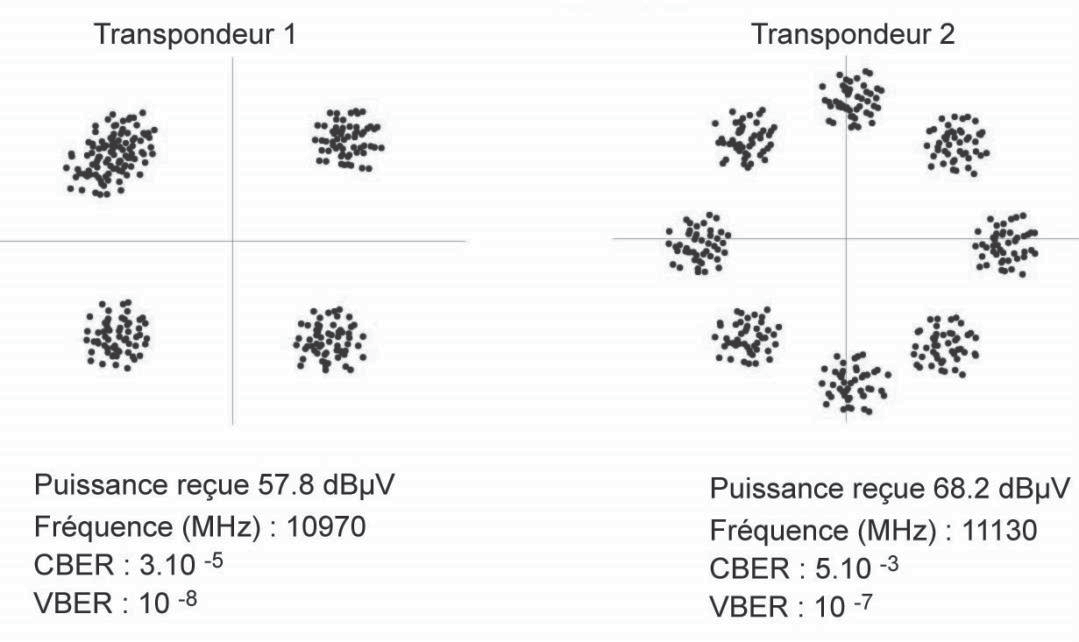 Transpondeur 1
Puissance reçue 57.8 dBµV
Fréquence (MHz) : 10970
CBER : 3.10 -5
VBER : 10 -8
Transpondeur 2
Puissance reçue 68.2 dBµV
Fréquence (MHz) : 11130
CBER : 5.10 -3
VBER : 10 -7